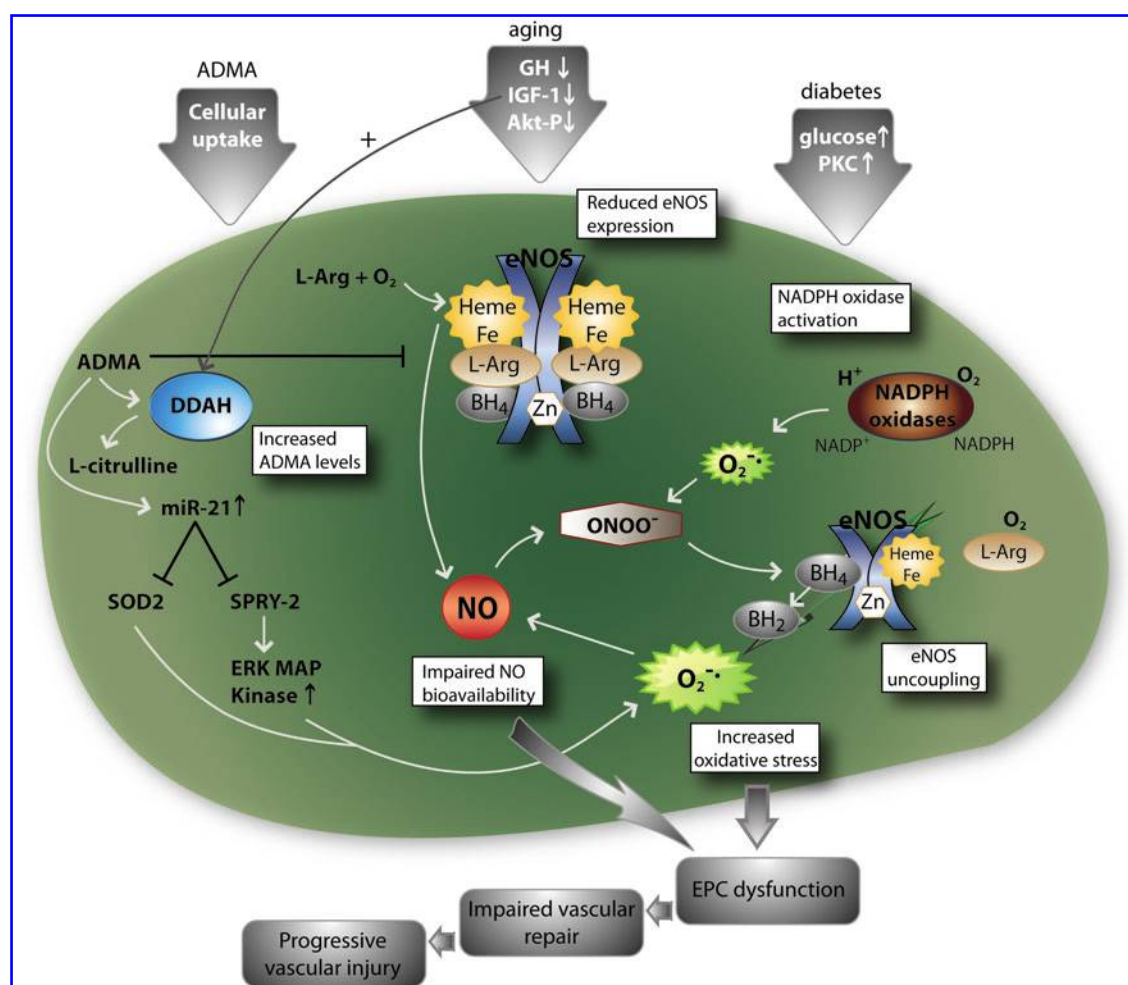 aging
GH ↓
IGF-1↓
Akt-P↓
ADMA
Cellular
uptake
diabetes
glucose↑
PKC ↑
+
Reduced eNOS
expression
eNOS
L-Arg + O₂
Heme
Fe
Heme
Fe
L-Arg
L-Arg
BH₄
Zn
BH₄
NADPH oxidase
activation
ADMA
DDAH
L-citrulline
Increased
ADMA levels
H⁺
O₂
NADPH
oxidases
NADP⁺
NADPH
O₂⁻·
miR-21↑
SOD2
SPRY-2
ERK MAP
Kinase ↑
ONOO⁻
NO
Impaired NO
bioavailability
eNOS
BH₄
Heme
Fe
Zn
BH₂
O₂
L-Arg
eNOS
uncoupling
O₂⁻·
Increased
oxidative stress
EPC dysfunction
Impaired vascular
repair
Progressive
vascular injury